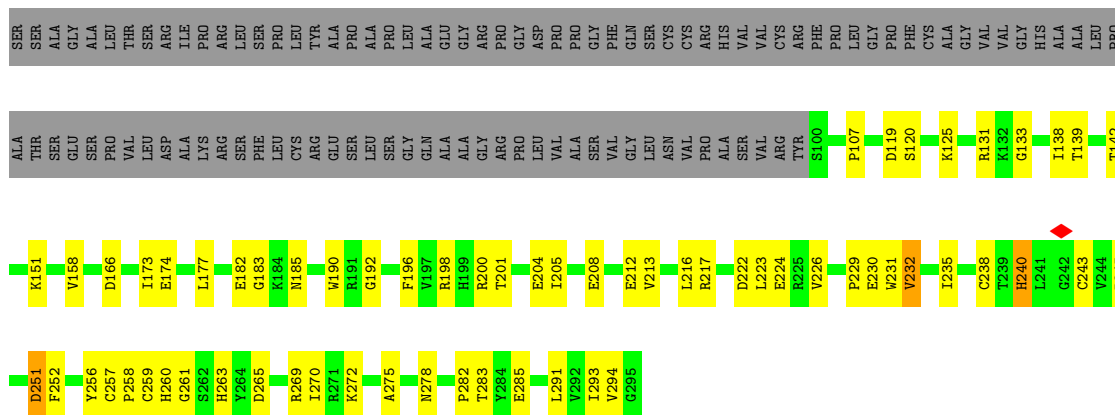 SER SER ALA GLY ALA LEU THR SER ARG ILE PRO ARG LEU SER PRO LEU TYR ALA PRO ALA PRO LEU ALA GLU GLY ARG PRO GLY ASP PRO PRO GLY PHE GLN SER CYS CYS ARG HIS VAL VAL CYS ARG PHE PRO LEU GLY PRO PHE CYS ALA GLY VAL VAL GLY HIS ALA ALA LEU PRO
ALA THR SER GLU SER PRO VAL LEU ASP ALA LYS ARG SER PHE LEU CYS ARG GLU SER LEU SER SER GLY GLN ALA ALA GLY ARG PRO LEU VAL ALA SER VAL GLY LEU ASN VAL PRO ALA SER VAL ARG TYR S100 P107 D119 S120 K125 R131 K132 G133 I138 T139 T142
K151 V158 D166 I173 E174 L177 E182 G183 K184 N185 W190 R191 G192 F196 V197 R198 H199 R200 T201 E204 I205 E208 E212 V213 L216 R217 D222 L223 E224 R225 V226 P229 E230 W231 V232 I235 C238 T239 H240 L241 G242 C243 V244
D251 F252 Y256 C257 P258 C259 H260 G261 S262 H263 Y264 D265 R269 I270 R271 K272 A275 N278 P282 T283 Y284 E285 L291 V292 I293 V294 G295